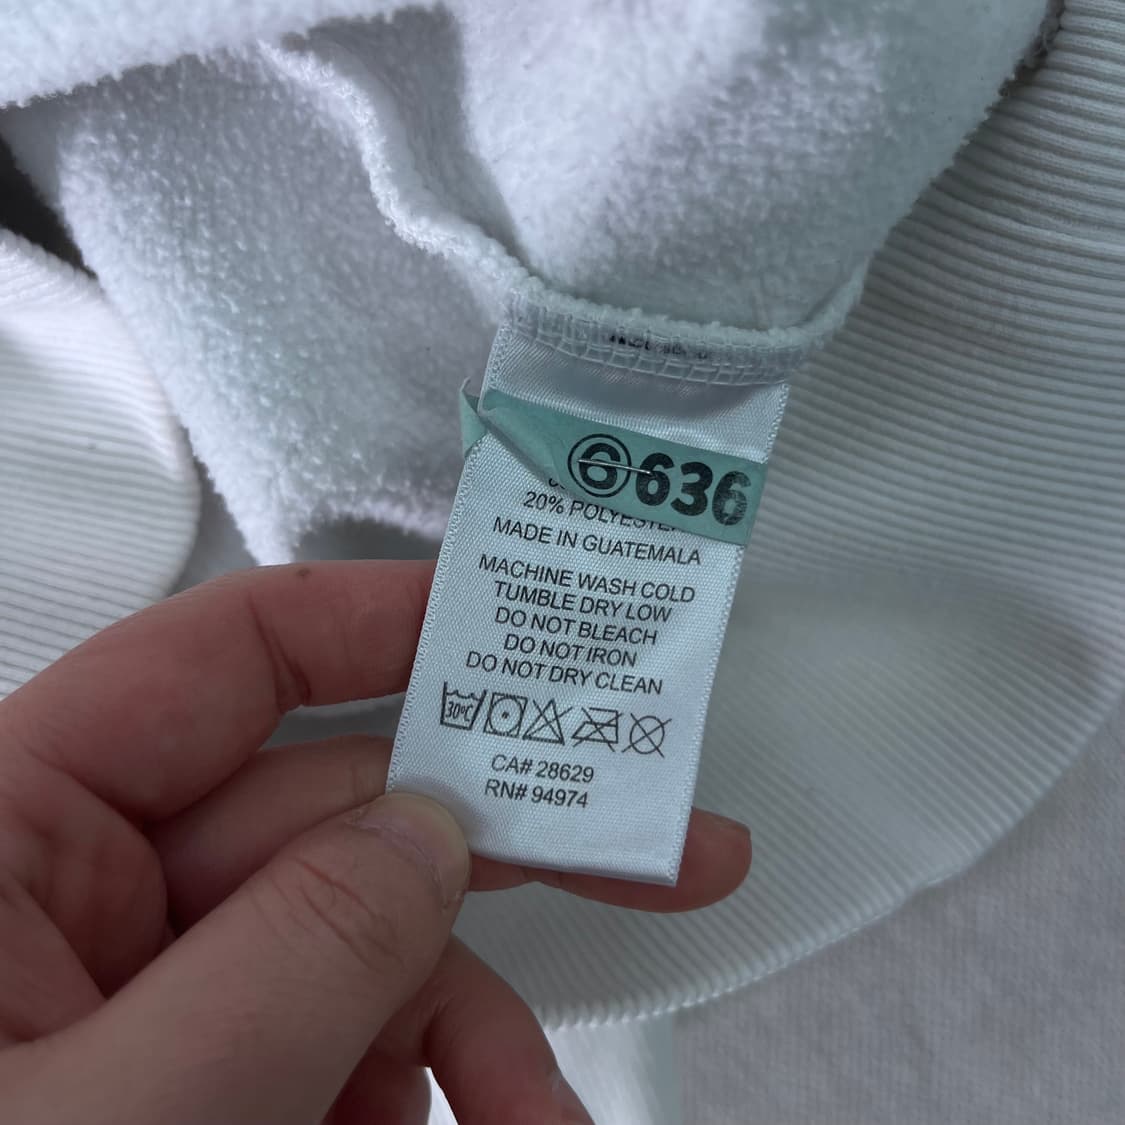 6 636
20% POLYESTER
MADE IN GUATEMALA
MACHINE WASH COLD
TUMBLE DRY LOW
DO NOT BLEACH
DO NOT IRON
DO NOT DRY CLEAN
30°C
CA# 28629
RN# 94974